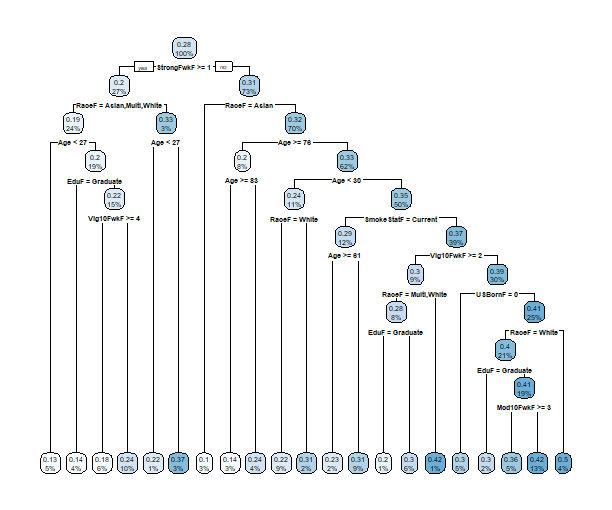 0.28
100%
yes StrongFwkF >= 1 no
0.2
27%
0.31
73%
RaceF = Asian,Multi,White
RaceF = Asian
0.19
24%
0.33
3%
0.32
70%
Age < 27
Age < 27
Age >= 76
0.2
19%
0.2
8%
0.33
62%
EduF = Graduate
Age >= 83
Age < 30
0.22
15%
0.24
11%
0.35
50%
Vig10FwkF >= 4
RaceF = White
SmokeStatF = Current
0.29
12%
0.37
39%
Age >= 61
Vig10FwkF >= 2
0.3
9%
0.39
30%
RaceF = Multi,White
USBornF = 0
0.28
8%
0.41
25%
EduF = Graduate
RaceF = White
0.4
21%
EduF = Graduate
0.41
19%
Mod10FwkF >= 3
0.13 0.14 0.18 0.24 0.22 0.37 0.1 0.14 0.24 0.22 0.31 0.23 0.31 0.2 0.3 0.42 0.3 0.3 0.36 0.42 0.5
5% 4% 6% 10% 1% 3% 3% 3% 4% 9% 2% 2% 9% 1% 6% 1% 5% 2% 5% 13% 4%